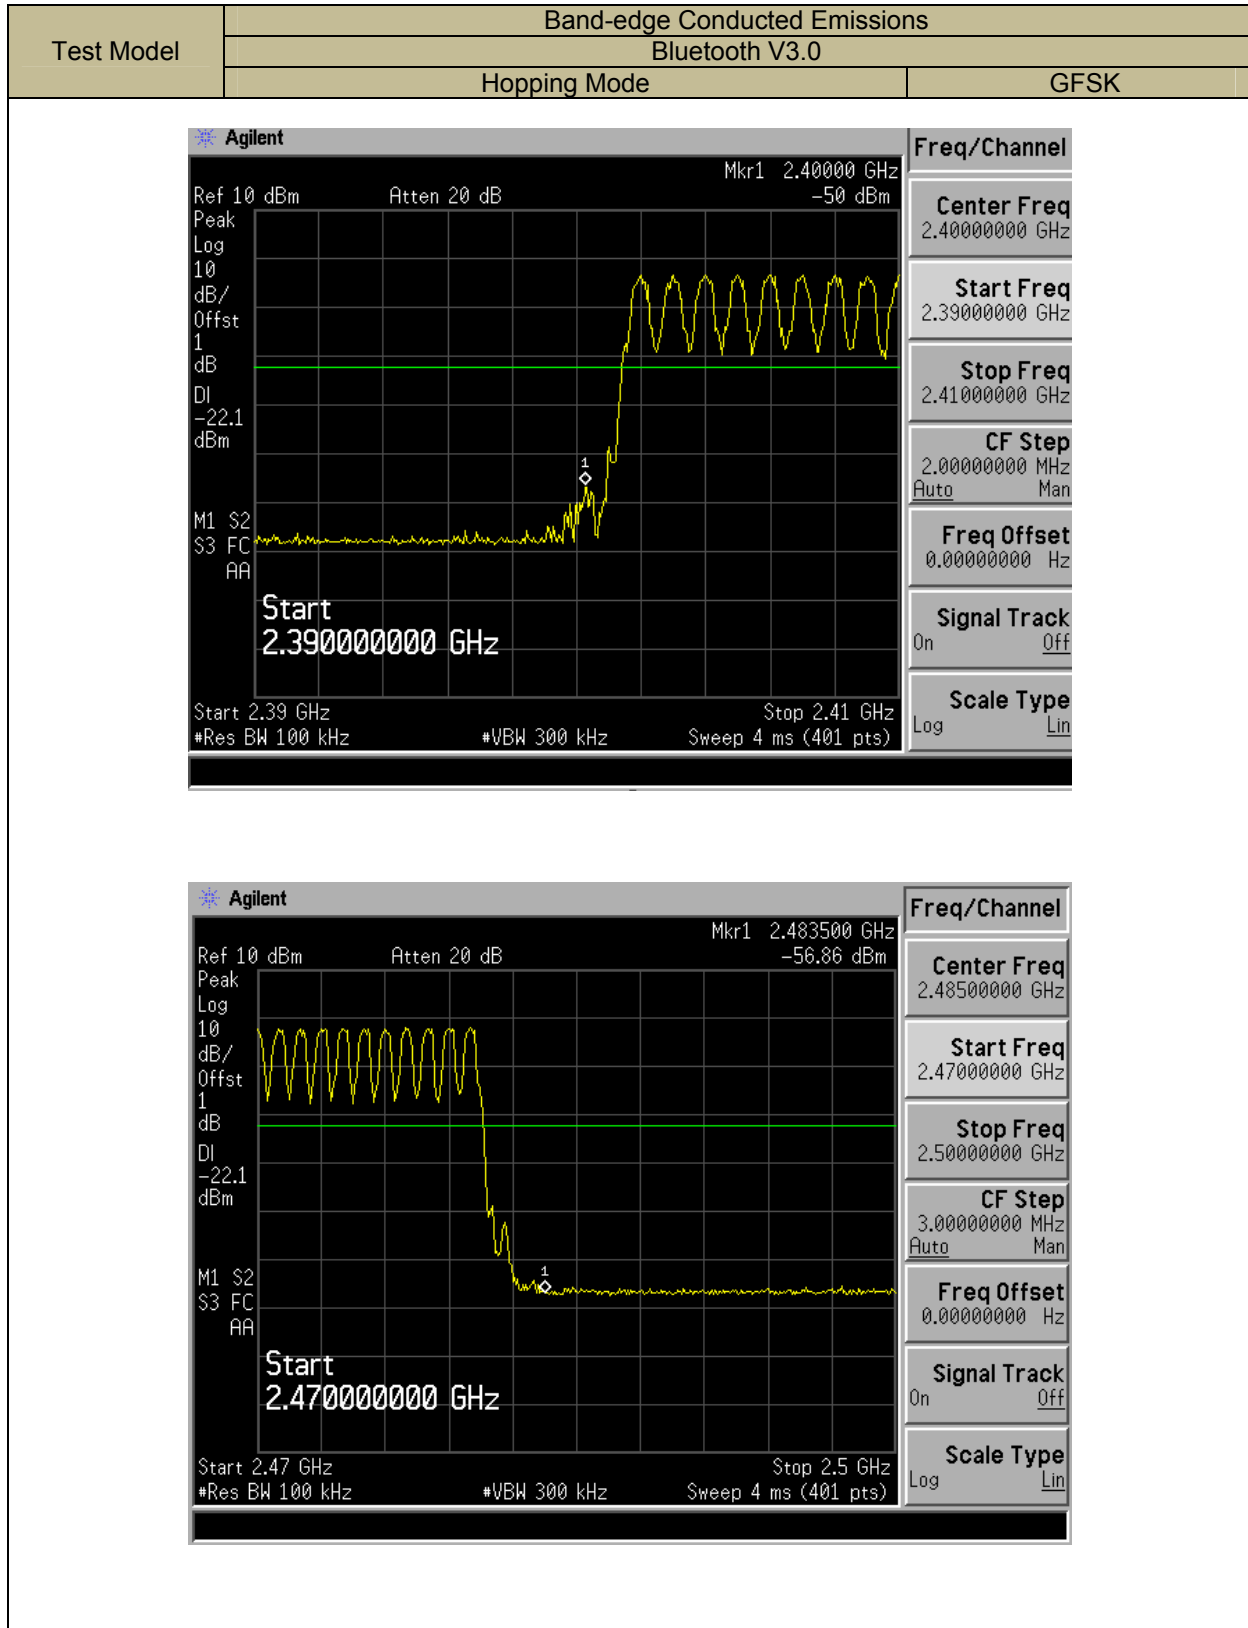 Test Model
Band-edge Conducted Emissions
Bluetooth V3.0
Hopping Mode GFSK
Agilent
Mkr1 2.40000 GHz
Ref 10 dBm Atten 20 dB -50 dBm
Peak
Log
10
dB/
Offst
1
dB
DI
-22.1
dBm
1
M1 S2
S3 FC
AA
Start
2.390000000 GHz
Start 2.39 GHz Stop 2.41 GHz
#Res BW 100 kHz #VBW 300 kHz Sweep 4 ms (401 pts)
Freq/Channel
Center Freq
2.40000000 GHz
Start Freq
2.39000000 GHz
Stop Freq
2.41000000 GHz
CF Step
2.00000000 MHz
Auto Man
Freq Offset
0.00000000 Hz
Signal Track
On Off
Scale Type
Log Lin
Agilent
Mkr1 2.483500 GHz
Ref 10 dBm Atten 20 dB -56.86 dBm
Peak
Log
10
dB/
Offst
1
dB
DI
-22.1
dBm
1
M1 S2
S3 FC
AA
Start
2.470000000 GHz
Start 2.47 GHz Stop 2.5 GHz
#Res BW 100 kHz #VBW 300 kHz Sweep 4 ms (401 pts)
Freq/Channel
Center Freq
2.48500000 GHz
Start Freq
2.47000000 GHz
Stop Freq
2.50000000 GHz
CF Step
3.00000000 MHz
Auto Man
Freq Offset
0.00000000 Hz
Signal Track
On Off
Scale Type
Log Lin